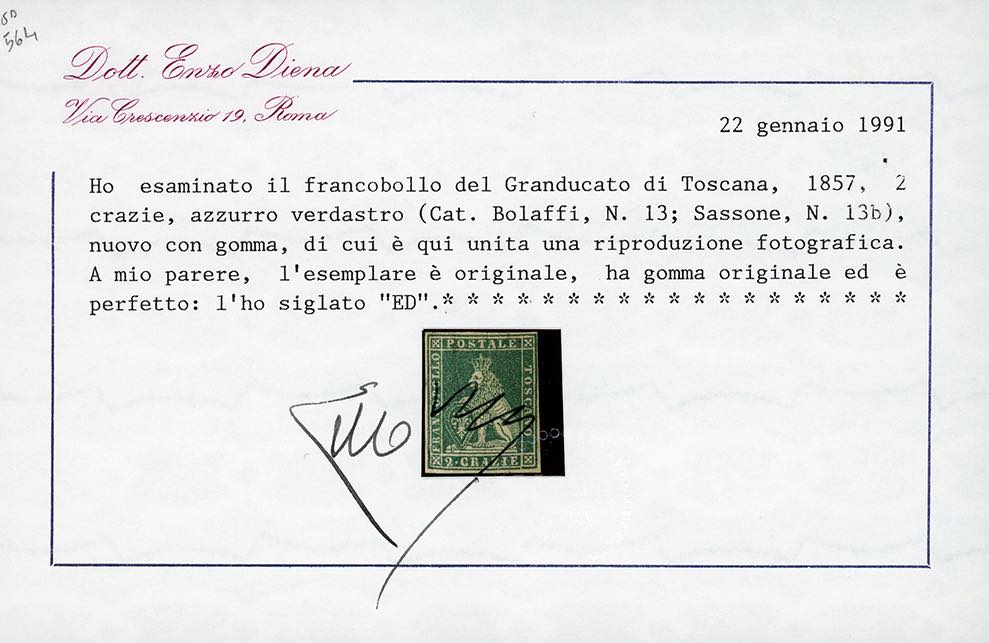 564
Dott. Enzo Diena
Via Crescenzio 19, Roma
22 gennaio 1991
Ho esaminato il francobollo del Granducato di Toscana, 1857, 2
crazie, azzurro verdastro (Cat. Bolaffi, N. 13; Sassone, N. 13b),
nuovo con gomma, di cui è qui unita una riproduzione fotografica.
A mio parere, l'esemplare è originale, ha gomma originale ed è
perfetto: l'ho siglato "ED".* * * * * * * * * * * * * * * * * * *
POSTALE
2·CRAZIE